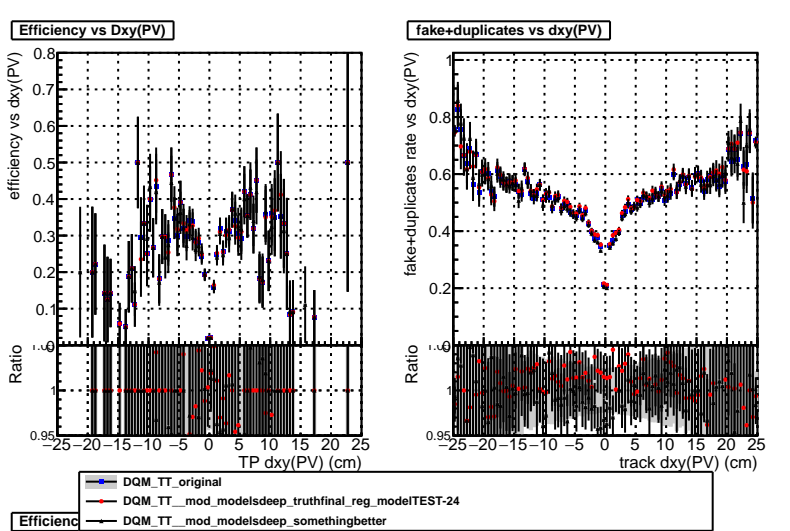 Efficiency vs Dxy(PV)
fake+duplicates vs dxy(PV)
efficiency vs dxy(PV)
0.8
0.7
0.6
0.5
0.4
0.3
0.2
0.1
Ratio
1
0.95
−25 −20 −15 −10 −5 0 5 10 15 20 25
TP dxy(PV) (cm)
fake+duplicates rate vs dxy(PV)
1
0.8
0.6
0.4
0.2
Ratio
1
0.95
−25 −20 −15 −10 −5 0 5 10 15 20 25
track dxy(PV) (cm)
DQM_TT_original
DQM_TT__mod_modelsdeep_truthfinal_reg_modelTEST-24
DQM_TT__mod_modelsdeep_somethingbetter
Efficienc